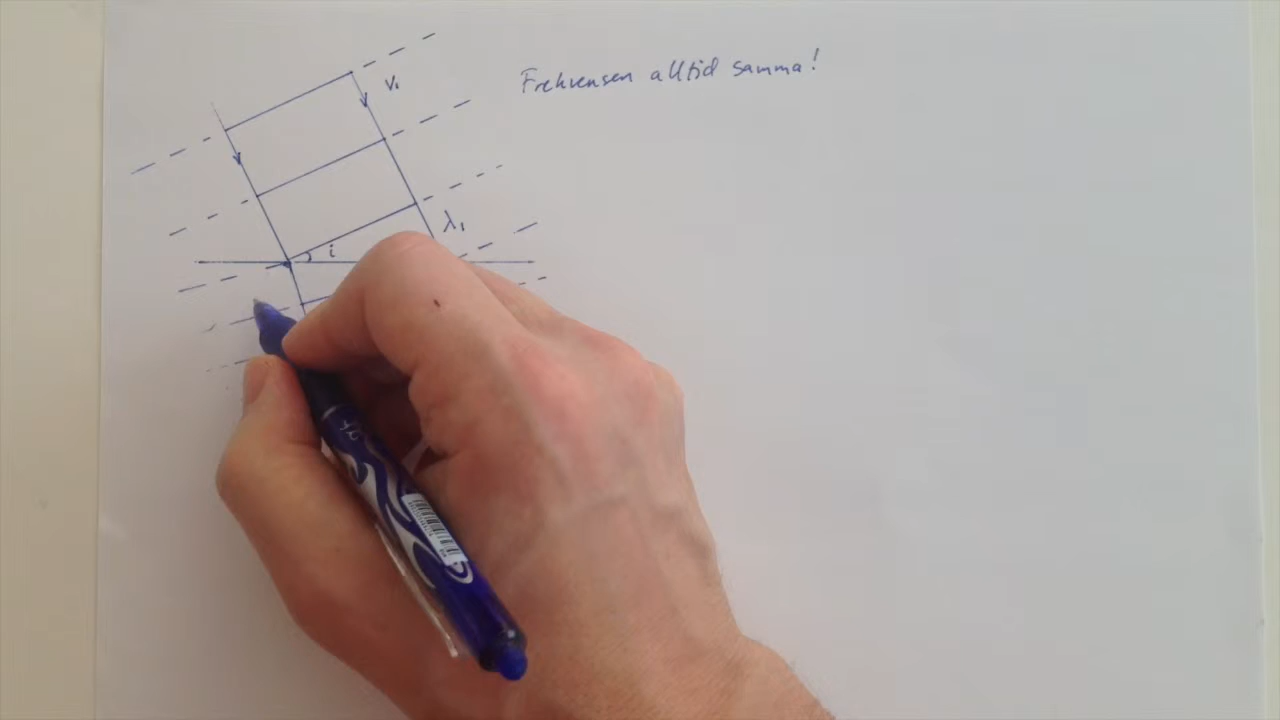 Frekvensen alltid samma!
v₁
λ₁
i